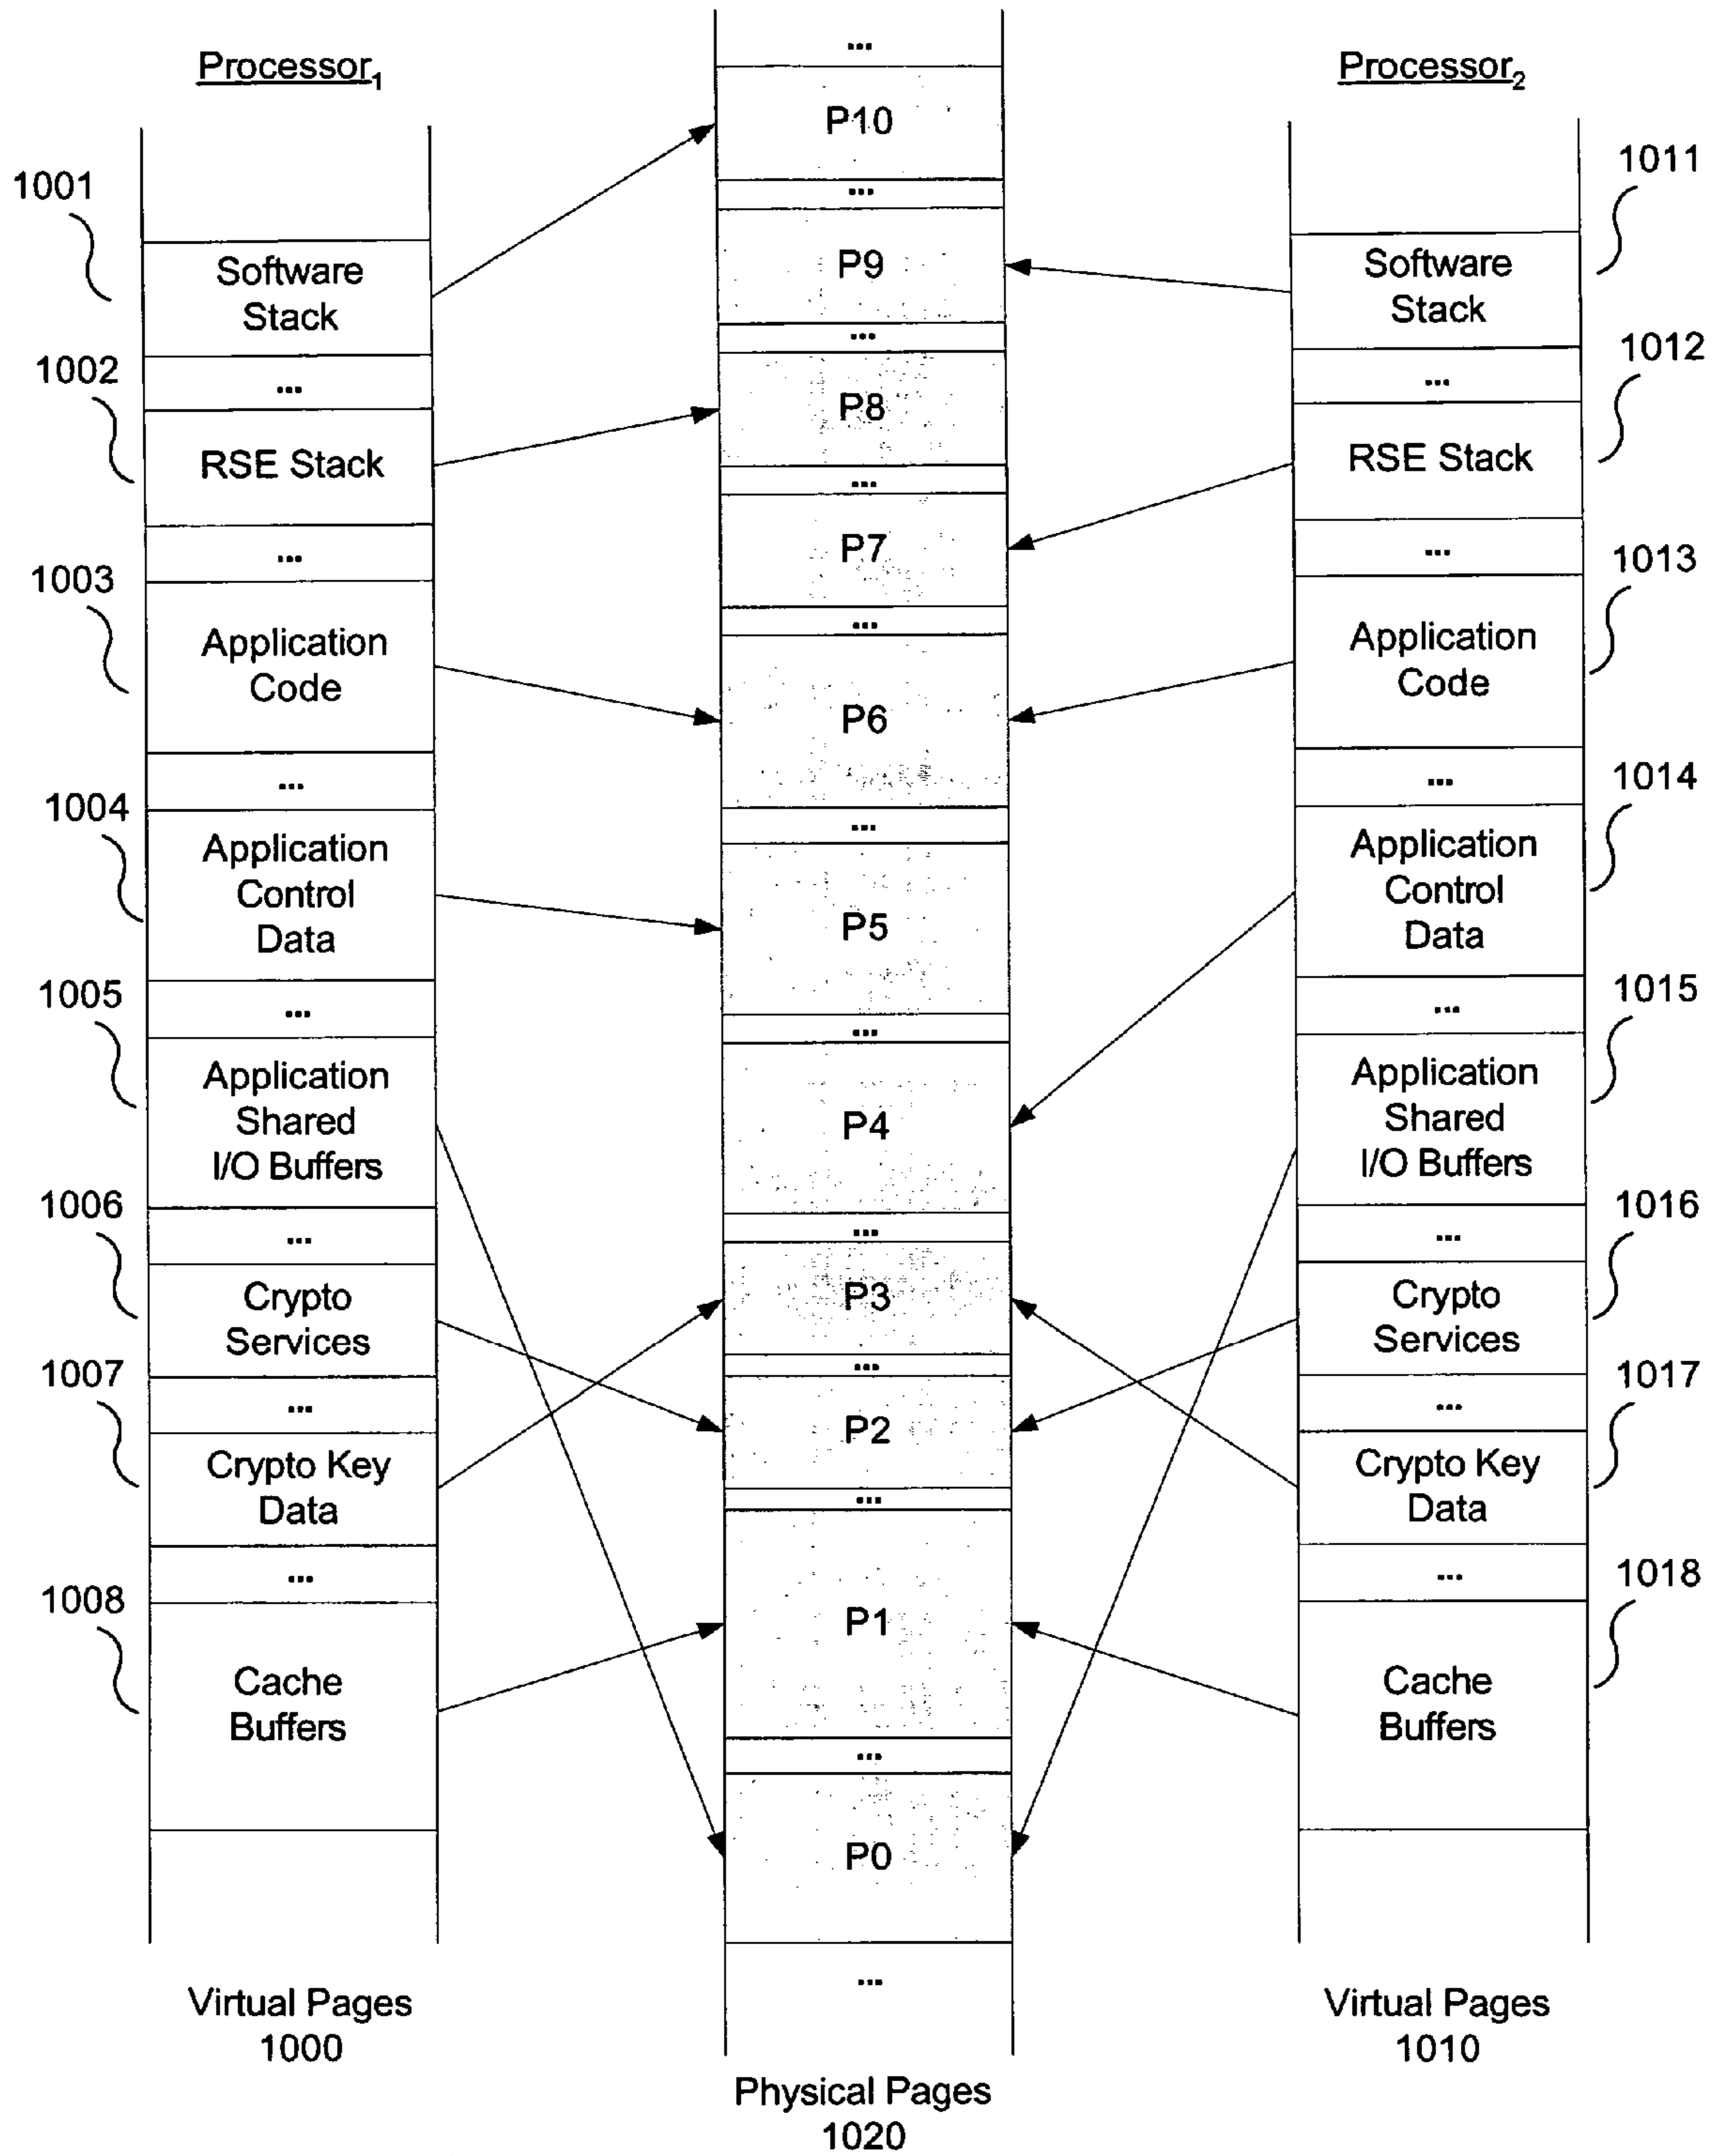 Processor1
1001
Software
Stack
...
1002
RSE Stack
...
1003
Application
Code
...
1004
Application
Control
Data
...
1005
Application
Shared
I/O Buffers
1006
...
Crypto
Services
1007
...
Crypto Key
Data
...
1008
Cache
Buffers
Virtual Pages
1000
...
P10
...
P9
...
P8
...
P7
...
P6
...
P5
...
P4
...
P3
...
P2
...
P1
...
P0
...
Physical Pages
1020
Processor2
1011
Software
Stack
1012
...
RSE Stack
...
1013
Application
Code
...
1014
Application
Control
Data
1015
...
Application
Shared
I/O Buffers
1016
...
Crypto
Services
1017
...
Crypto Key
Data
...
1018
Cache
Buffers
Virtual Pages
1010